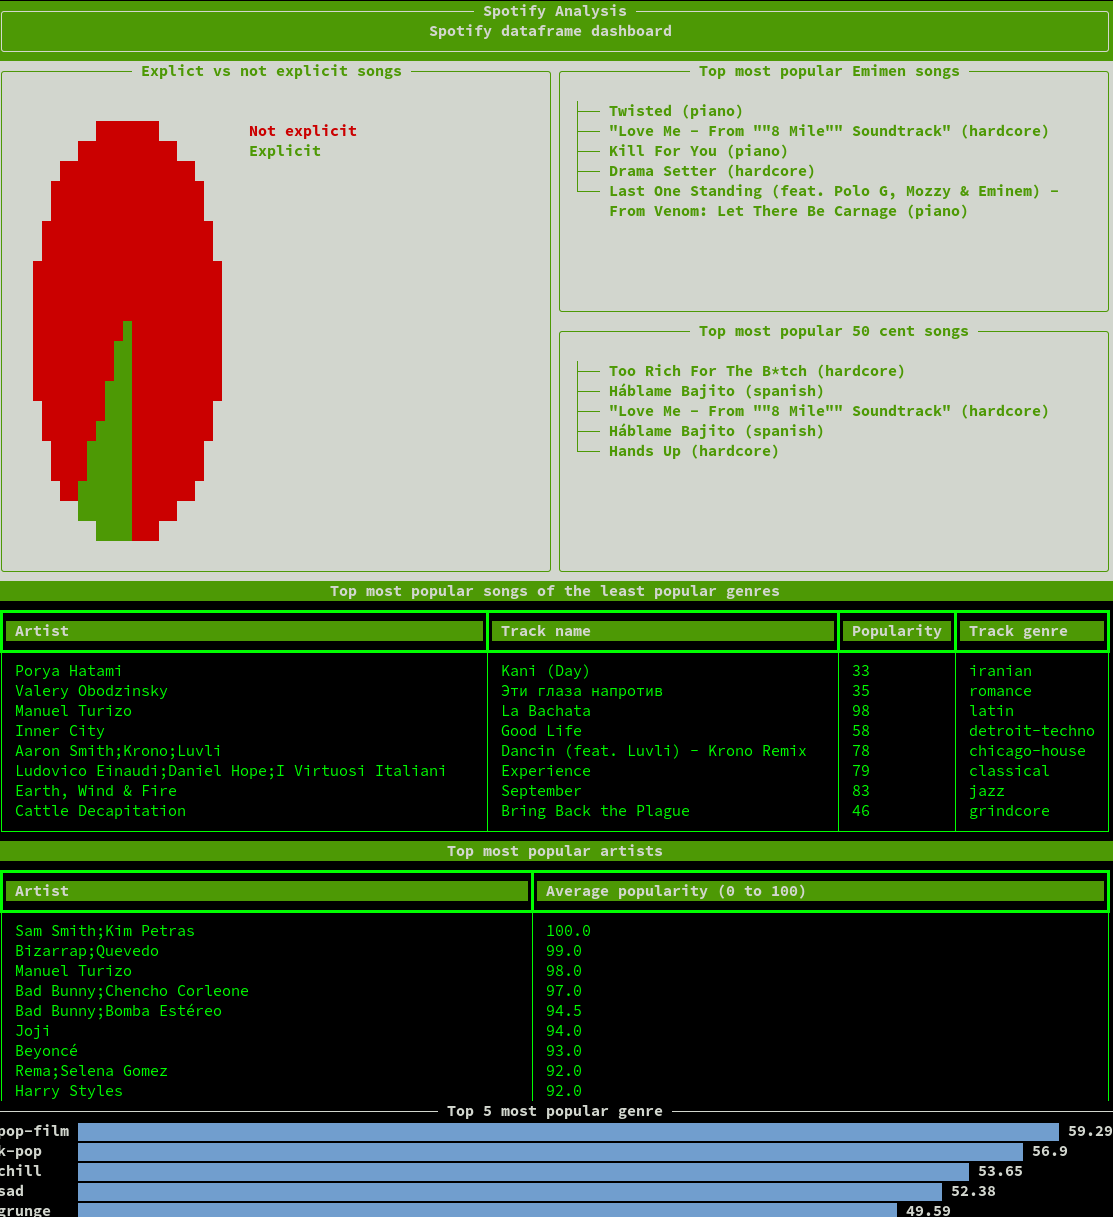 Spotify Analysis
Spotify dataframe dashboard
Explict vs not explicit songs
Not explicit
Explicit
Top most popular Emimen songs
Twisted (piano)
"Love Me - From ""8 Mile"" Soundtrack" (hardcore)
Kill For You (piano)
Drama Setter (hardcore)
Last One Standing (feat. Polo G, Mozzy & Eminem) -
From Venom: Let There Be Carnage (piano)
Top most popular 50 cent songs
Too Rich For The B*tch (hardcore)
Háblame Bajito (spanish)
"Love Me - From ""8 Mile"" Soundtrack" (hardcore)
Háblame Bajito (spanish)
Hands Up (hardcore)
Top most popular songs of the least popular genres
Artist Track name Popularity Track genre
Porya Hatami Kani (Day) 33 iranian
Valery Obodzinsky Эти глаза напротив 35 romance
Manuel Turizo La Bachata 98 latin
Inner City Good Life 58 detroit-techno
Aaron Smith;Krono;Luvli Dancin (feat. Luvli) - Krono Remix 78 chicago-house
Ludovico Einaudi;Daniel Hope;I Virtuosi Italiani Experience 79 classical
Earth, Wind & Fire September 83 jazz
Cattle Decapitation Bring Back the Plague 46 grindcore
Top most popular artists
Artist Average popularity (0 to 100)
Sam Smith;Kim Petras 100.0
Bizarrap;Quevedo 99.0
Manuel Turizo 98.0
Bad Bunny;Chencho Corleone 97.0
Bad Bunny;Bomba Estéreo 94.5
Joji 94.0
Beyoncé 93.0
Rema;Selena Gomez 92.0
Harry Styles 92.0
Top 5 most popular genre
pop-film 59.29
k-pop 56.9
chill 53.65
sad 52.38
grunge 49.59